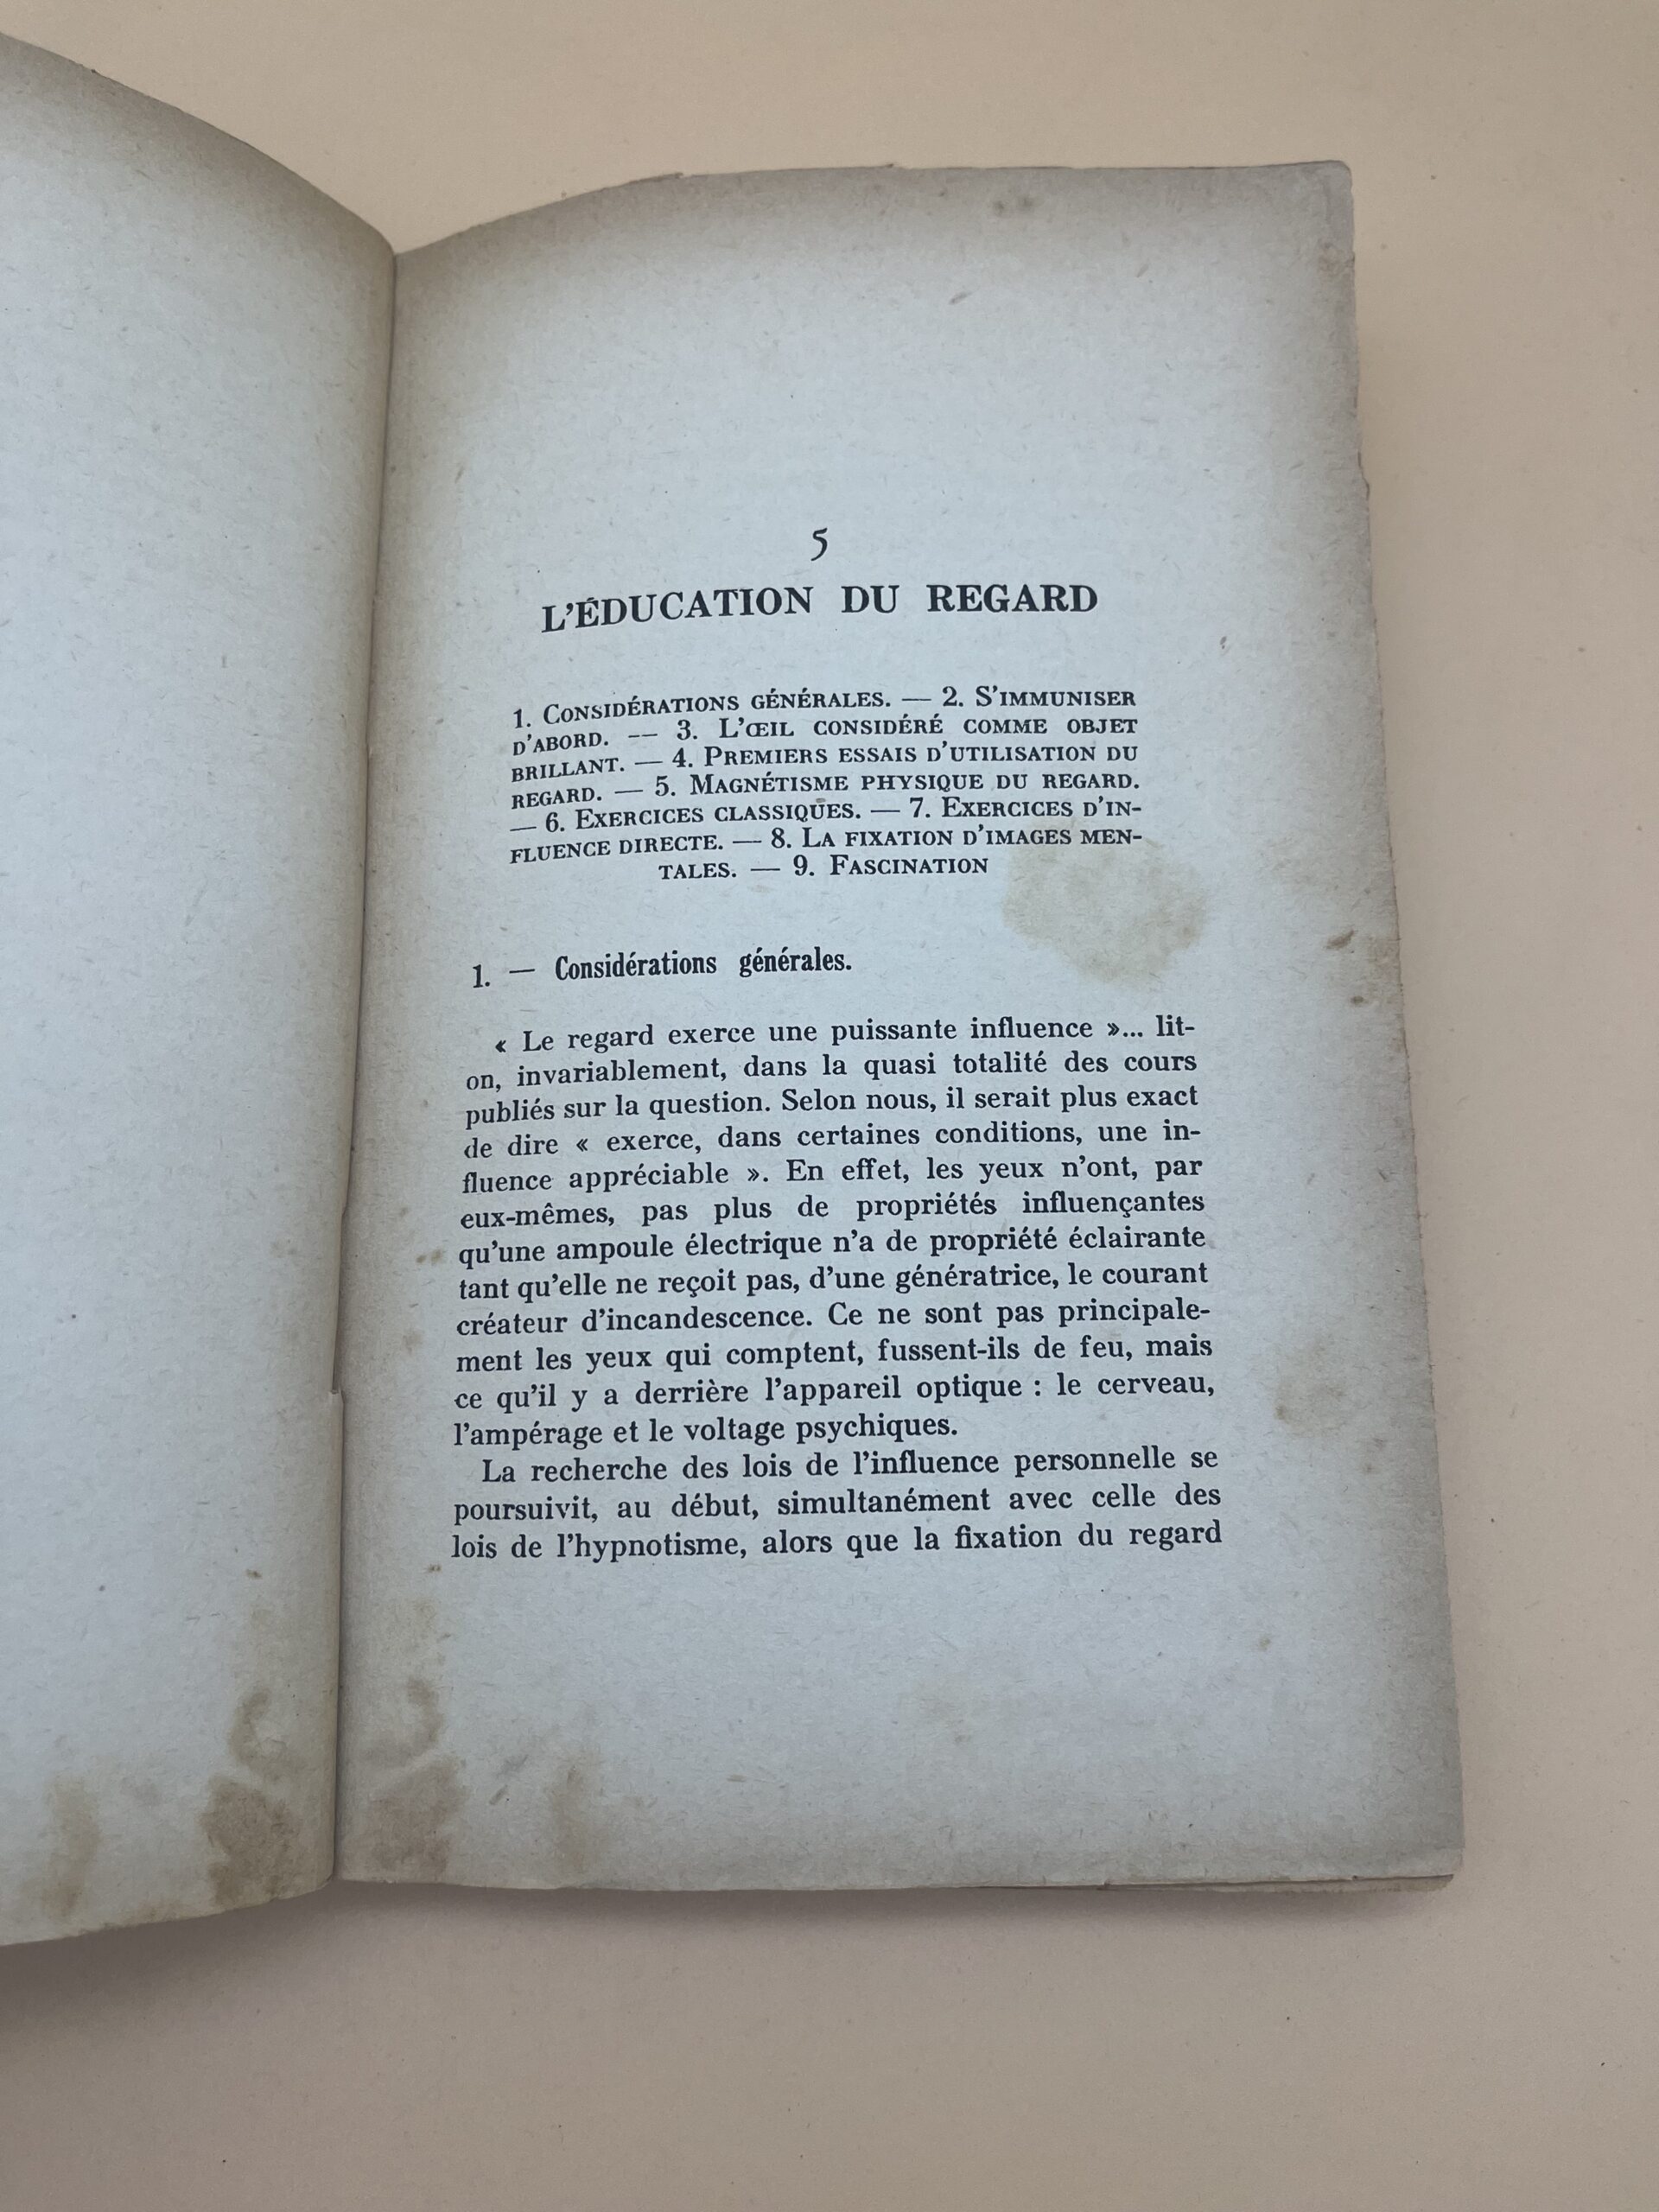 5
L'ÉDUCATION DU REGARD
1. Considérations générales. — 2. S'immuniser
d'abord. — 3. L'œil considéré comme objet
brillant. — 4. Premiers essais d'utilisation du
regard. — 5. Magnétisme physique du regard.
— 6. Exercices classiques. — 7. Exercices d'in-
fluence directe. — 8. La fixation d'images men-
tales. — 9. Fascination
1. — Considérations générales.
« Le regard exerce une puissante influence »... lit-
on, invariablement, dans la quasi totalité des cours
publiés sur la question. Selon nous, il serait plus exact
de dire « exerce, dans certaines conditions, une in-
fluence appréciable ». En effet, les yeux n'ont, par
eux-mêmes, pas plus de propriétés influençantes
qu'une ampoule électrique n'a de propriété éclairante
tant qu'elle ne reçoit pas, d'une génératrice, le courant
créateur d'incandescence. Ce ne sont pas principale-
ment les yeux qui comptent, fussent-ils de feu, mais
ce qu'il y a derrière l'appareil optique : le cerveau,
l'ampérage et le voltage psychiques.
La recherche des lois de l'influence personnelle se
poursuivit, au début, simultanément avec celle des
lois de l'hypnotisme, alors que la fixation du regard